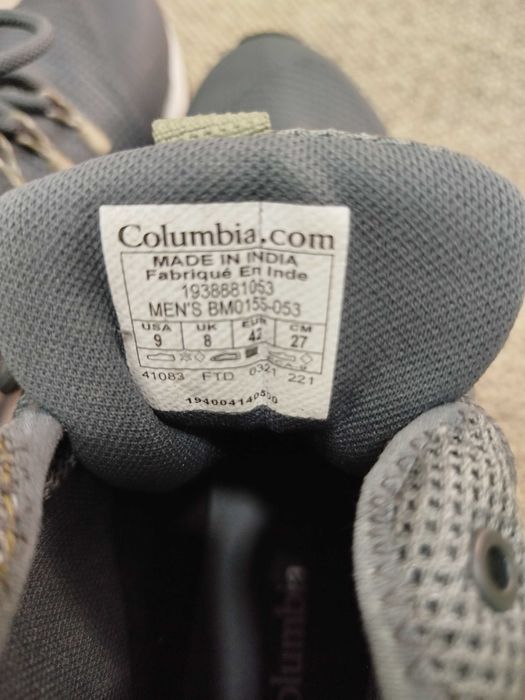 Columbia.com
MADE IN INDIA
Fabriqué En Inde
1938881053
MEN'S BM0155-053
USA UK EUR CM
9 8 42 27
41083 FTD 0321 221
Columbia